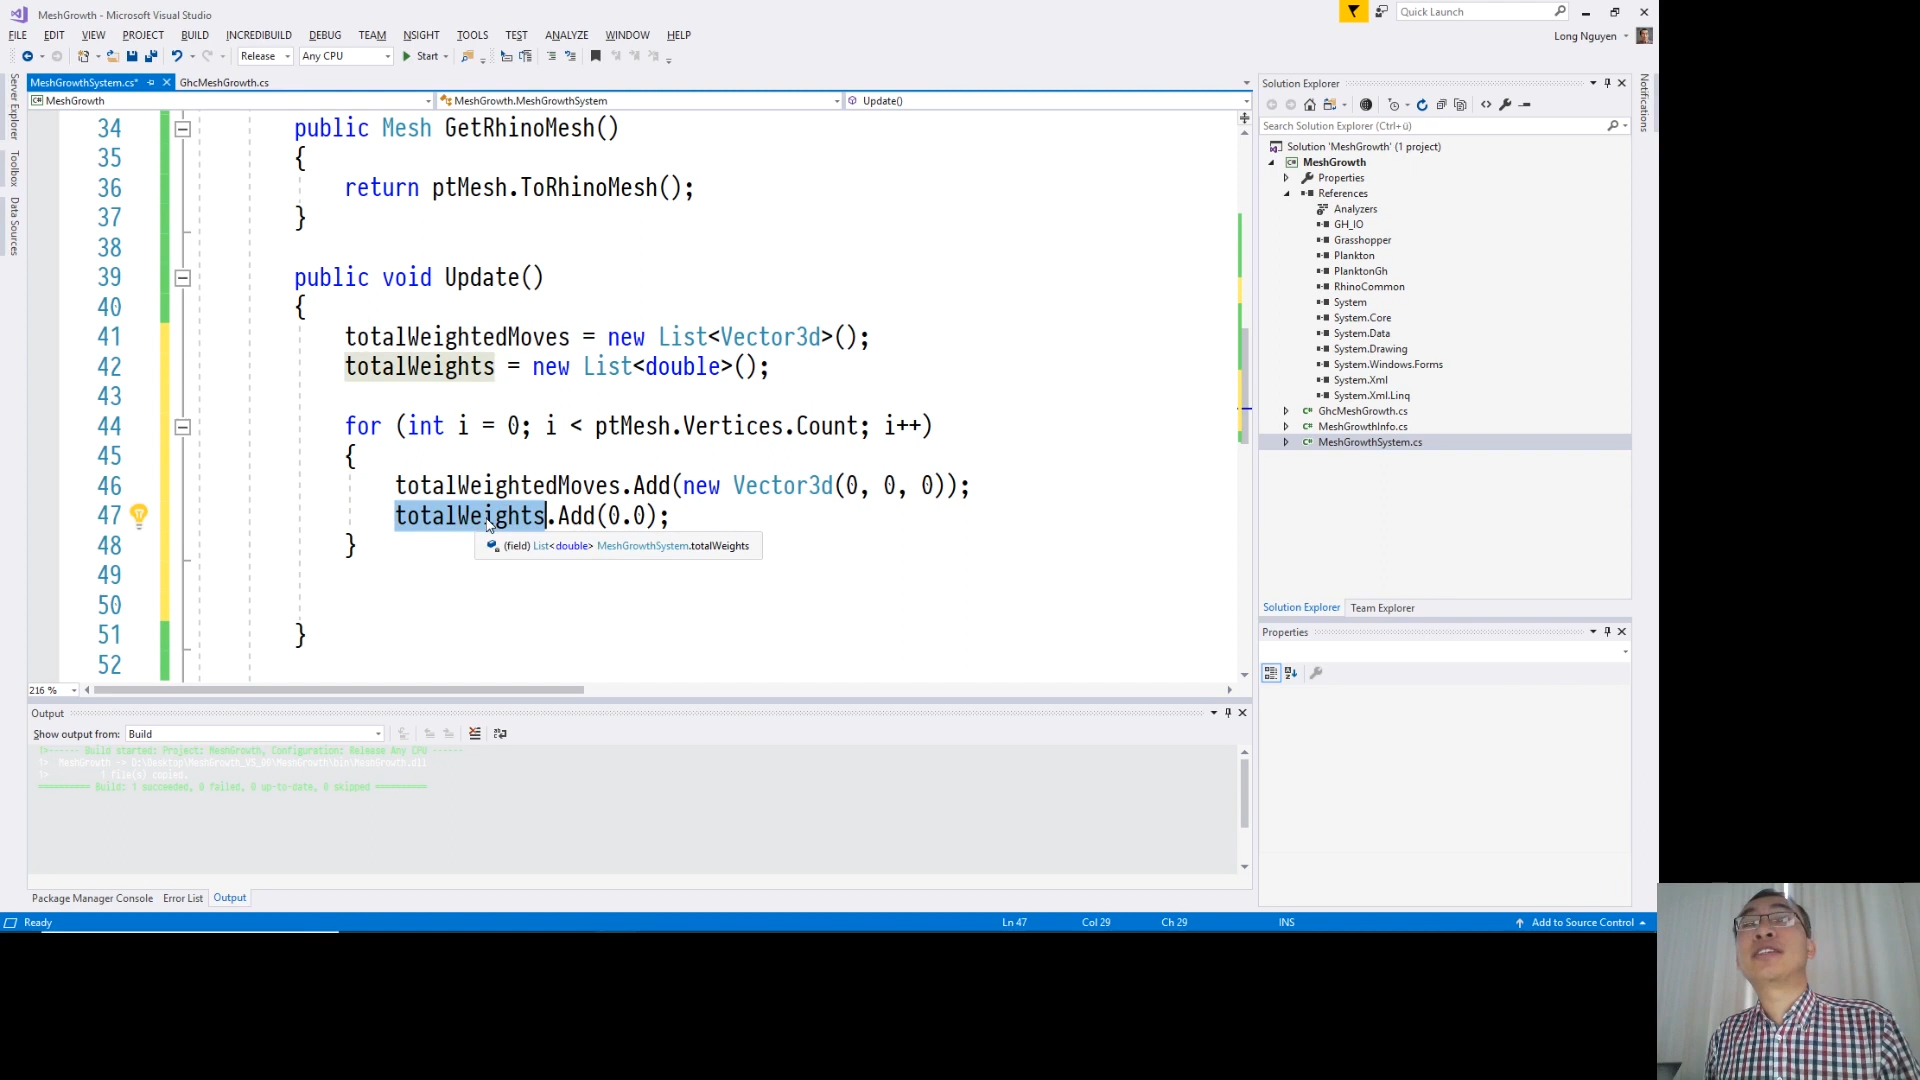 MeshGrowth - Microsoft Visual Studio
Quick Launch
FILE EDIT VIEW PROJECT BUILD INCREDIBUILD DEBUG TEAM NSIGHT TOOLS TEST ANALYZE WINDOW HELP
Long Nguyen
Release Any CPU Start
MeshGrowthSystem.cs* GhcMeshGrowth.cs
MeshGrowth MeshGrowth.MeshGrowthSystem Update()
Server Explorer
Toolbox
Data Sources
34 public Mesh GetRhinoMesh()
35 {
36 return ptMesh.ToRhinoMesh();
37 }
38
39 public void Update()
40 {
41 totalWeightedMoves = new List<Vector3d>();
42 totalWeights = new List<double>();
43
44 for (int i = 0; i < ptMesh.Vertices.Count; i++)
45 {
46 totalWeightedMoves.Add(new Vector3d(0, 0, 0));
47 totalWeights.Add(0.0);
48 }
(field) List<double> MeshGrowthSystem.totalWeights
49
50
51 }
52
216 %
Output
Show output from: Build
1>------ Build started: Project: MeshGrowth, Configuration: Release Any CPU ------
1> MeshGrowth -> D:\Desktop\MeshGrowth_VS_00\MeshGrowth\bin\MeshGrowth.dll
1> 1 file(s) copied.
========== Build: 1 succeeded, 0 failed, 0 up-to-date, 0 skipped ==========
Package Manager Console Error List Output
Ready Ln 47 Col 29 Ch 29 INS Add to Source Control
Solution Explorer
Search Solution Explorer (Ctrl+ü)
Solution 'MeshGrowth' (1 project)
MeshGrowth
Properties
References
Analyzers
GH_IO
Grasshopper
Plankton
PlanktonGh
RhinoCommon
System
System.Core
System.Data
System.Drawing
System.Windows.Forms
System.Xml
System.Xml.Linq
GhcMeshGrowth.cs
MeshGrowthInfo.cs
MeshGrowthSystem.cs
Solution Explorer Team Explorer
Properties
Notifications